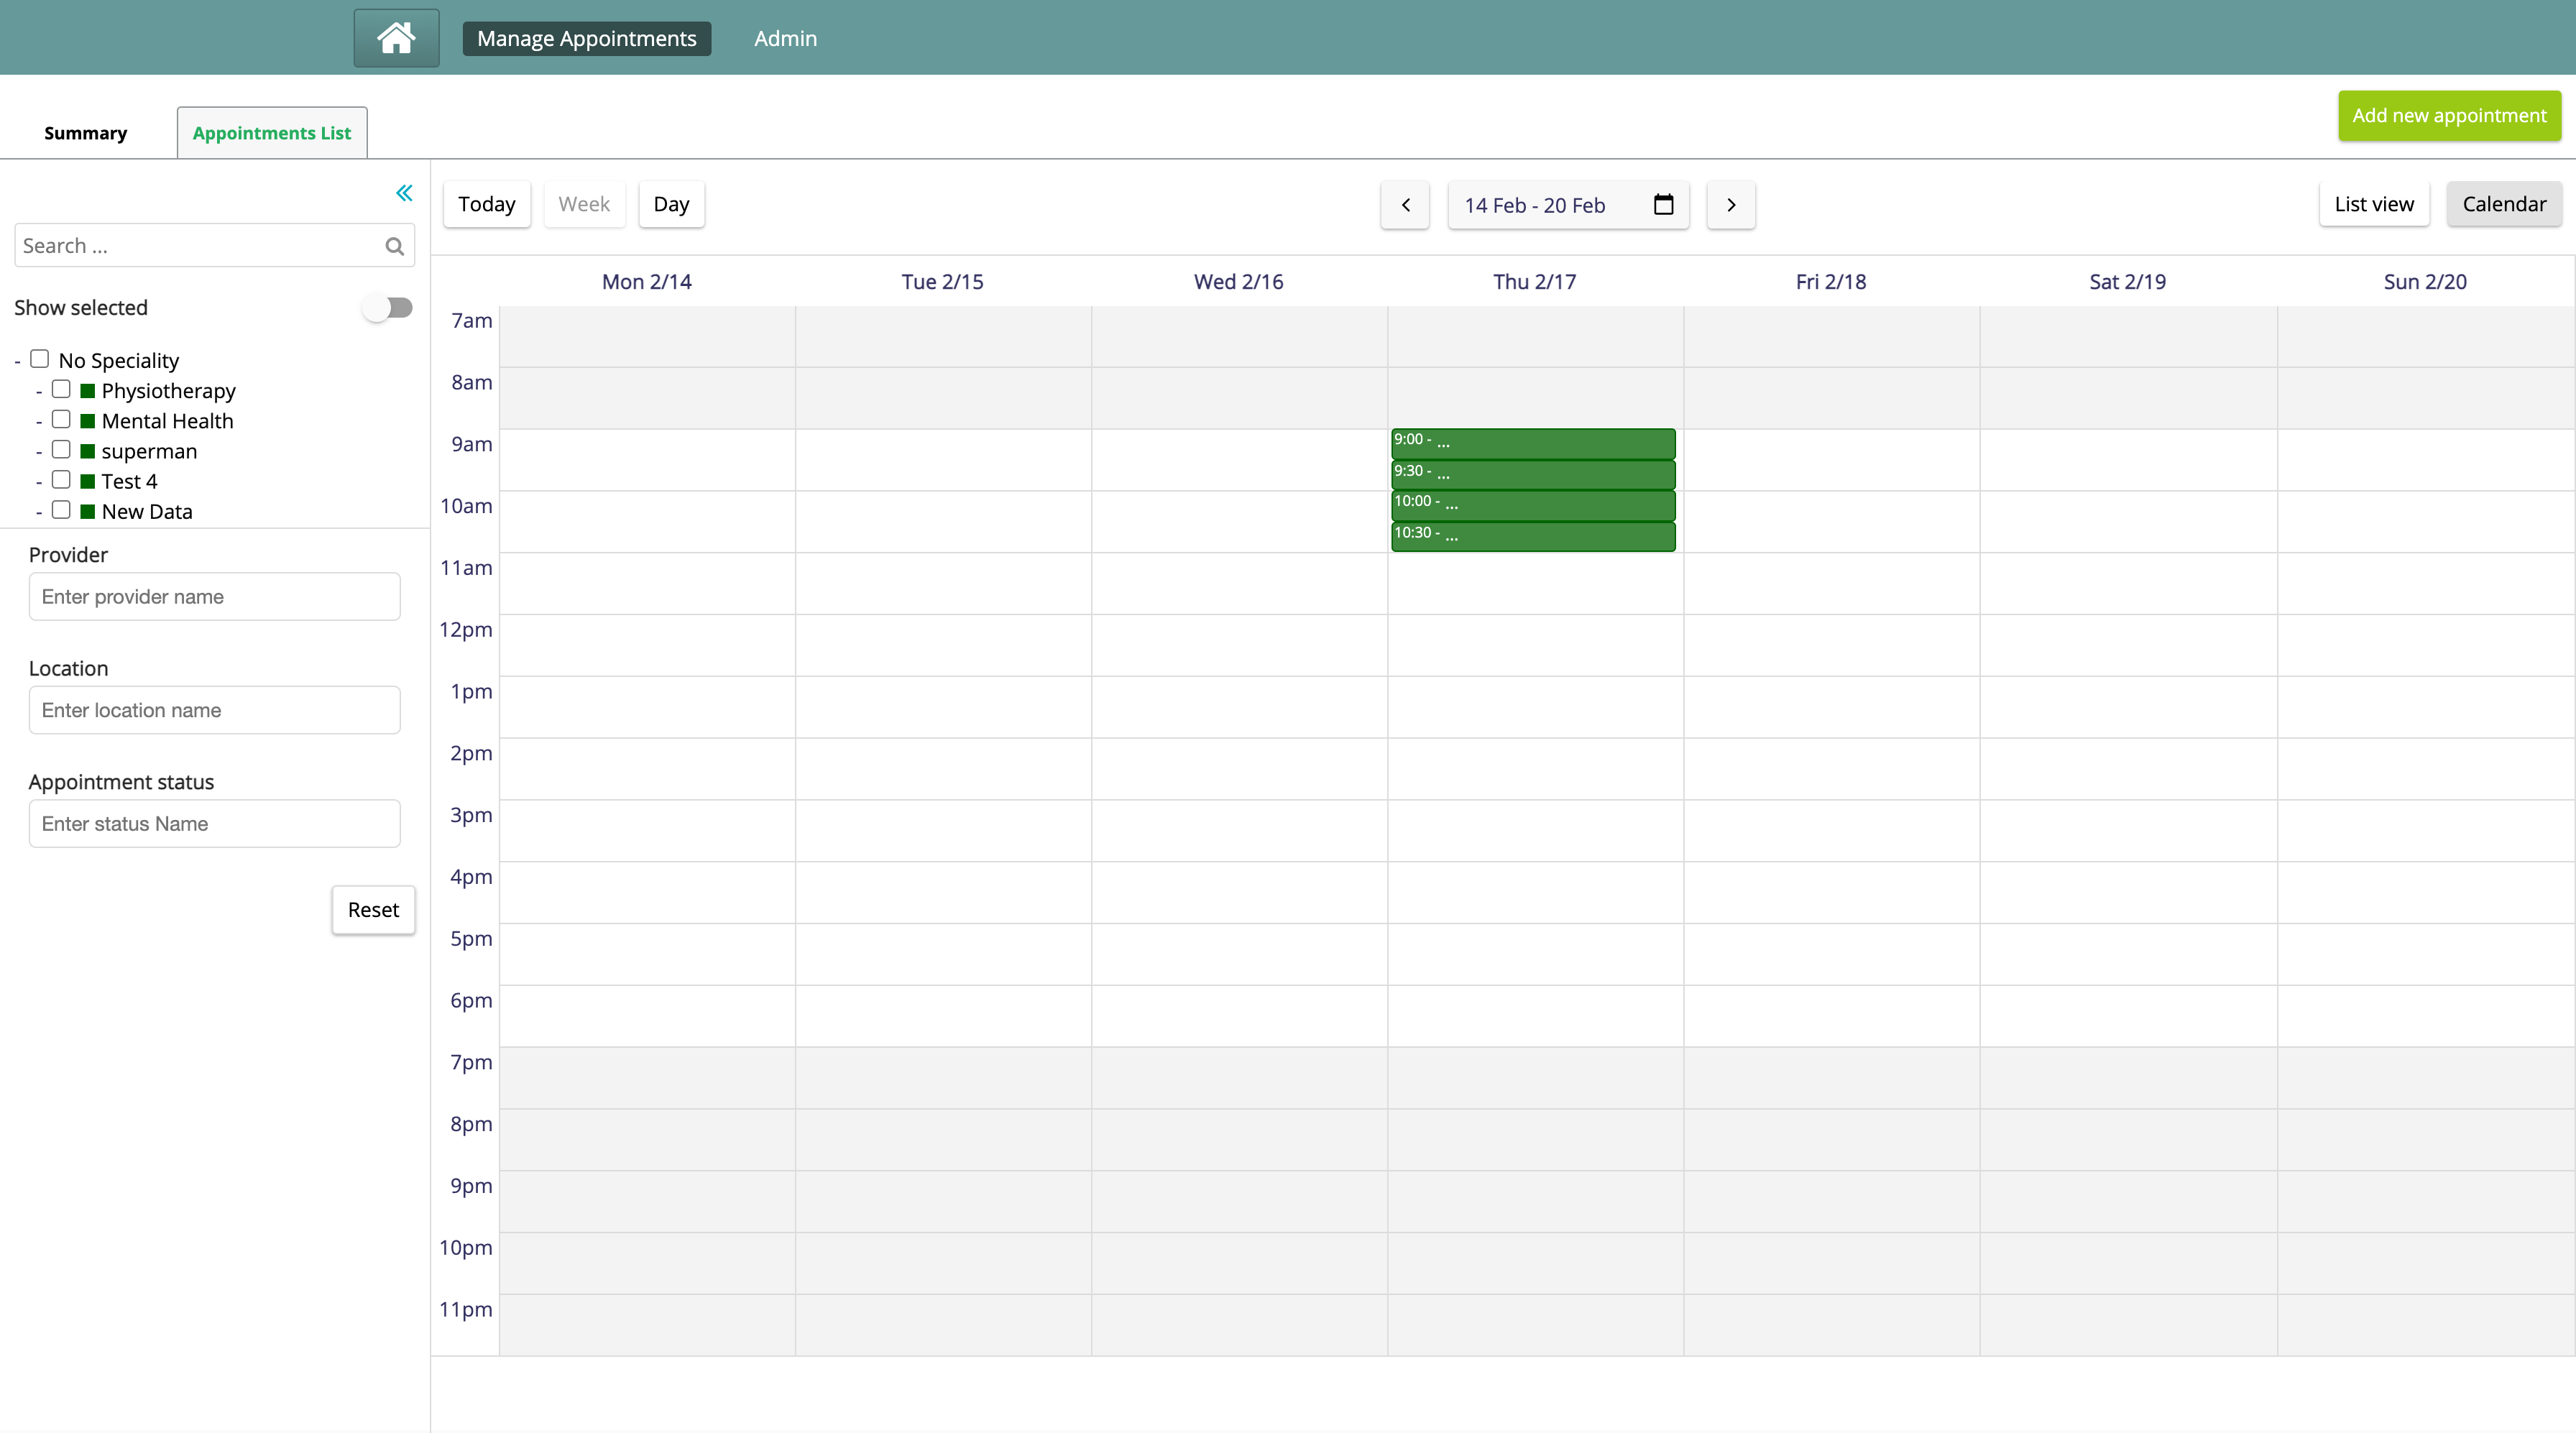 Manage Appointments Admin
Summary Appointments List Add new appointment
Today Week Day 14 Feb - 20 Feb List view Calendar
Search ...
Show selected
- No Speciality
- Physiotherapy
- Mental Health
- superman
- Test 4
- New Data
Provider
Enter provider name
Location
Enter location name
Appointment status
Enter status Name
Reset
Mon 2/14 Tue 2/15 Wed 2/16 Thu 2/17 Fri 2/18 Sat 2/19 Sun 2/20
7am
8am
9am
9:00 - ...
9:30 - ...
10am
10:00 - ...
10:30 - ...
11am
12pm
1pm
2pm
3pm
4pm
5pm
6pm
7pm
8pm
9pm
10pm
11pm